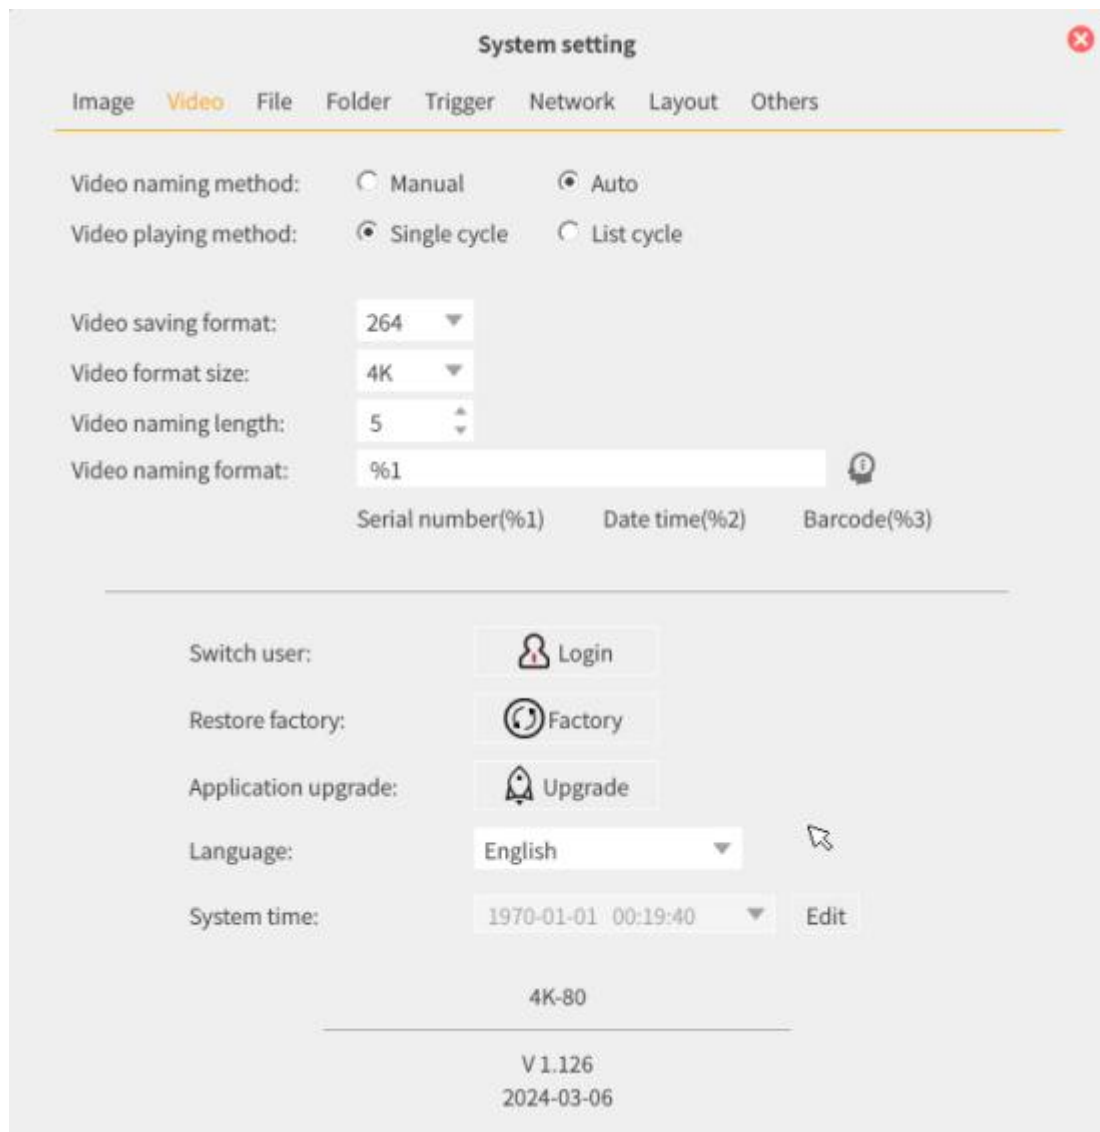 System setting
Image Video File Folder Trigger Network Layout Others
Video naming method: Manual Auto
Video playing method: Single cycle List cycle
Video saving format: 264
Video format size: 4K
Video naming length: 5
Video naming format: %1
Serial number(%1) Date time(%2) Barcode(%3)
Switch user: Login
Restore factory: Factory
Application upgrade: Upgrade
Language: English
System time: 1970-01-01 00:19:40 Edit
4K-80
V 1.126
2024-03-06